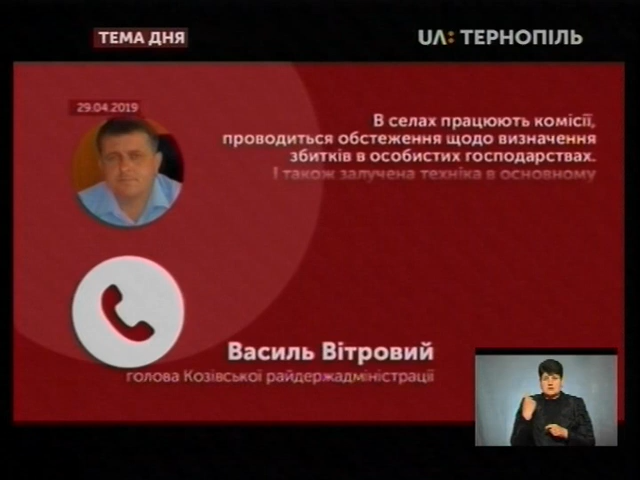 ТЕМА ДНЯ
UA: ТЕРНОПІЛЬ
29.04.2019
В селах працюють комісії,
проводиться обстеження щодо визначення
збитків в особистих господарствах.
І також залучена техніка в основному
Василь Вітровий
голова Козівської райдержадміністрації